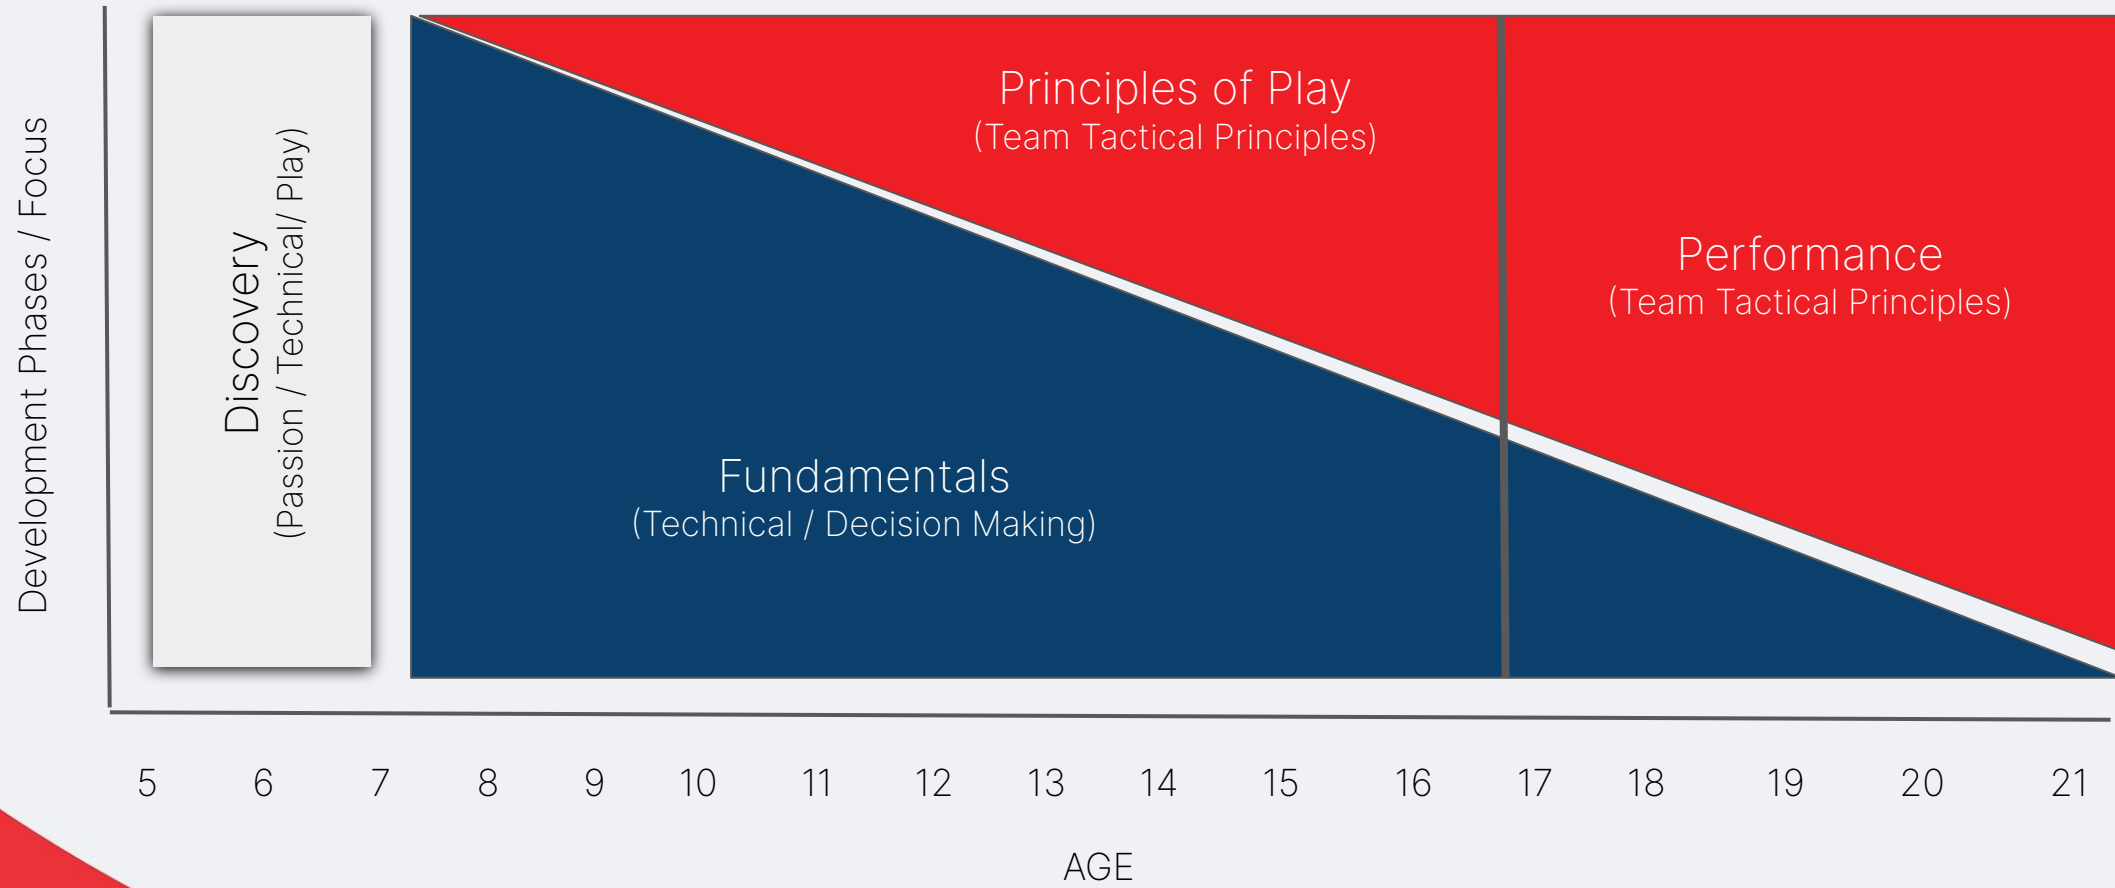 Development Phases / Focus
Discovery
(Passion / Technical/ Play)
Principles of Play
(Team Tactical Principles)
Performance
(Team Tactical Principles)
Fundamentals
(Technical / Decision Making)
5 6 7 8 9 10 11 12 13 14 15 16 17 18 19 20 21
AGE